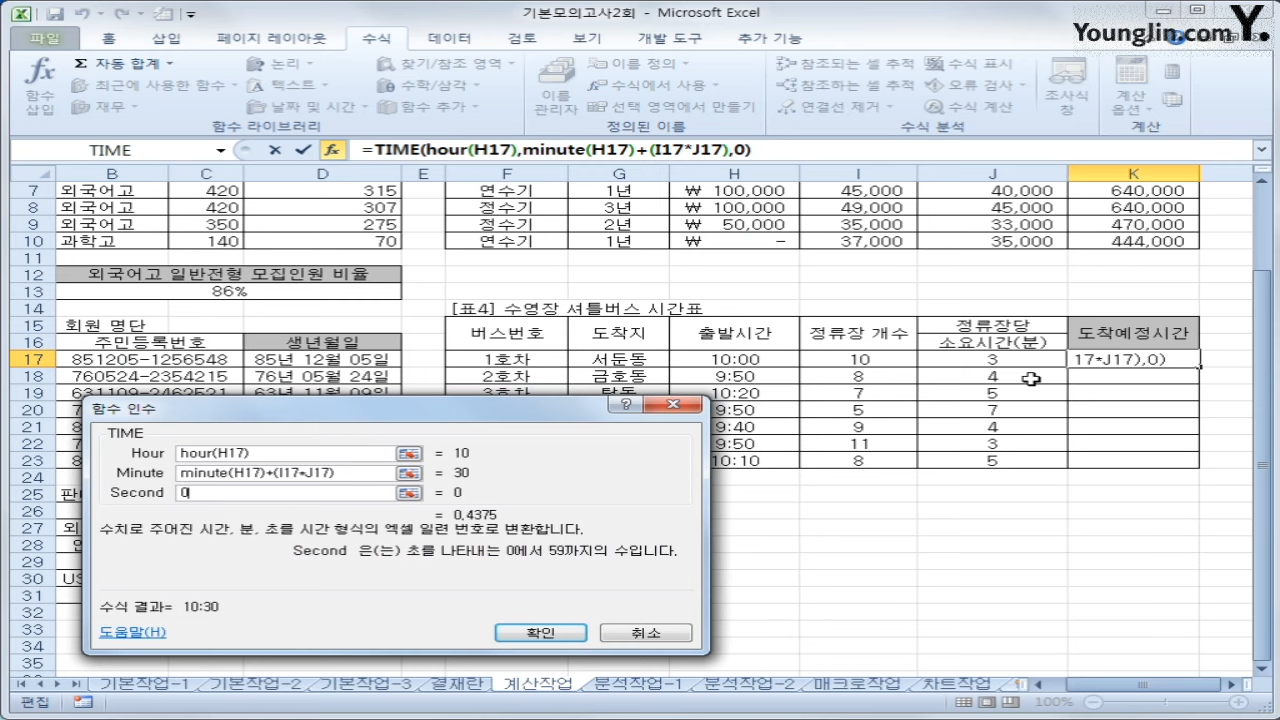 기본모의고사2회 - Microsoft Excel
YoungJin.com Y.
파일 홈 삽입 페이지 레이아웃 수식 데이터 검토 보기 개발 도구 추가 기능
fx 함수 삽입
Σ 자동 합계 논리 찾기/참조 영역
최근에 사용한 함수 텍스트 수학/삼각
재무 날짜 및 시간 함수 추가
함수 라이브러리
이름 관리자
이름 정의
수식에서 사용
선택 영역에서 만들기
정의된 이름
참조되는 셀 추적 수식 표시
참조하는 셀 추적 오류 검사
연결선 제거 수식 계산
조사식 창
수식 분석
계산 옵션
계산
TIME fx =TIME(hour(H17),minute(H17)+(I17*J17),0)
B C D E F G H I J K
7 외국어고 420 315 연수기 1년 ₩ 100,000 45,000 40,000 640,000
8 외국어고 420 307 정수기 3년 ₩ 100,000 49,000 45,000 640,000
9 외국어고 350 275 정수기 2년 ₩ 50,000 35,000 33,000 470,000
10 과학고 140 70 연수기 1년 ₩ - 37,000 35,000 444,000
11
12 외국어고 일반전형 모집인원 비율
13 86%
14 [표4] 수영장 셔틀버스 시간표
15 회원 명단 버스번호 도착지 출발시간 정류장 개수 정류장당 도착예정시간
16 주민등록번호 생년월일 소요시간(분)
17 851205-1256548 85년 12월 05일 1호차 서둔동 10:00 10 3 17*J17),0)
18 760524-2354215 76년 05월 24일 2호차 금호동 9:50 8 4
19 631109-2462521 63년 11월 09일 3호차 탑동 10:20 7 5
20 9:50 5 7
21 9:40 9 4
22 9:50 11 3
23 10:10 8 5
24
25
26
27
28
29
30
31
32
33
34
35
함수 인수
TIME
Hour hour(H17) = 10
Minute minute(H17)+(I17*J17) = 30
Second 0 = 0
= 0.4375
수치로 주어진 시간, 분, 초를 시간 형식의 엑셀 일련 번호로 변환합니다.
Second 은(는) 초를 나타내는 0에서 59까지의 수입니다.
수식 결과= 10:30
도움말(H) 확인 취소
기본작업-1 기본작업-2 기본작업-3 결재란 계산작업 분석작업-1 분석작업-2 매크로작업 차트작업
편집 100%